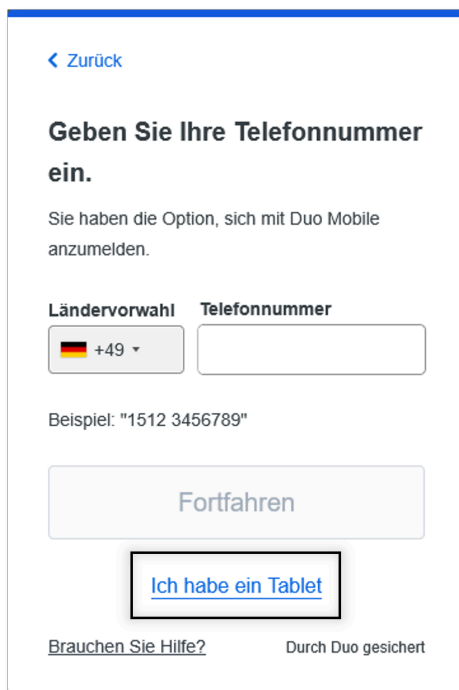 Zurück
Geben Sie Ihre Telefonnummer
ein.
Sie haben die Option, sich mit Duo Mobile
anzumelden.
Ländervorwahl Telefonnummer
+49
Beispiel: "1512 3456789"
Fortfahren
Ich habe ein Tablet
Brauchen Sie Hilfe? Durch Duo gesichert